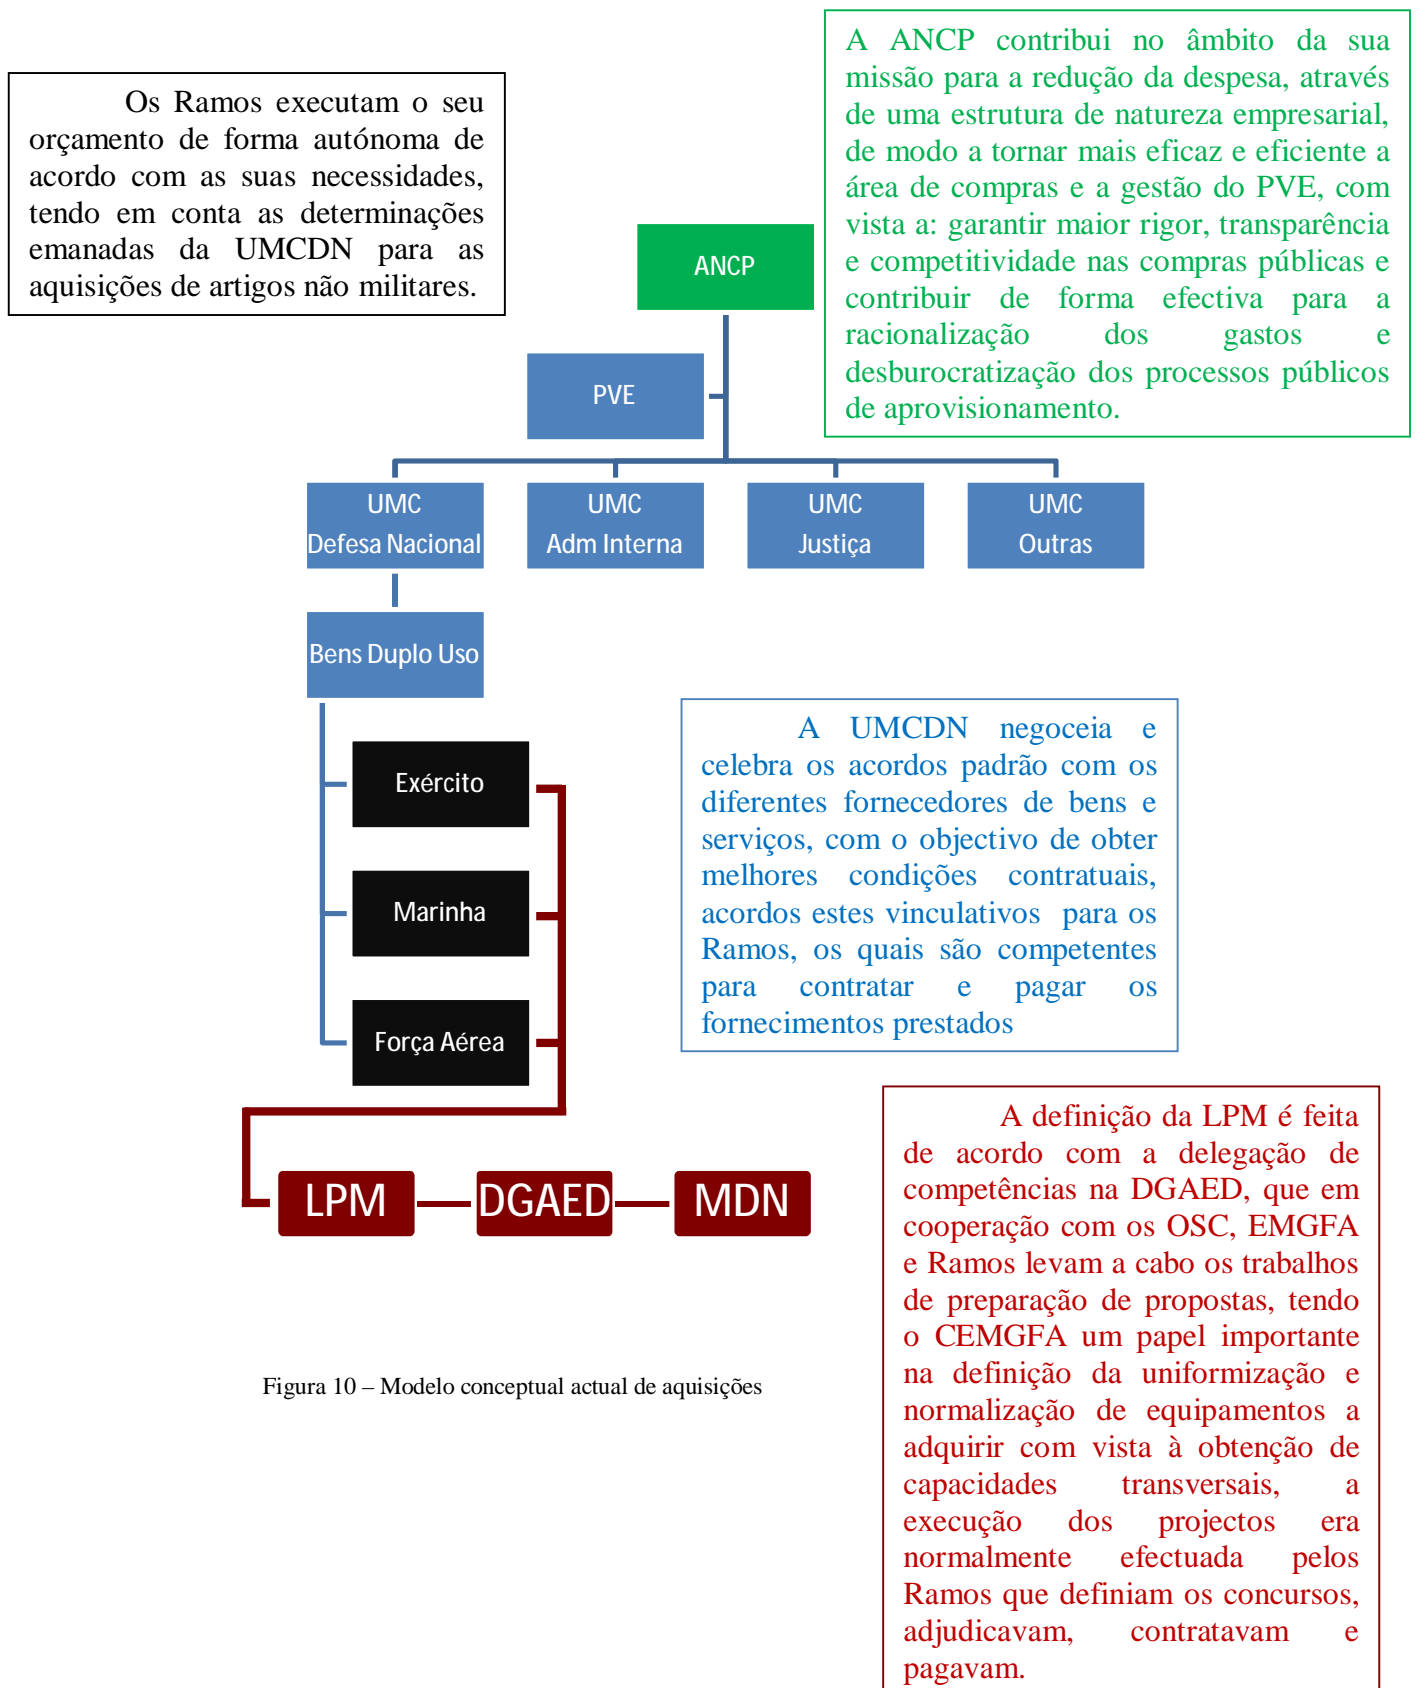 A ANCP contribui no âmbito da sua
missão para a redução da despesa, através
de uma estrutura de natureza empresarial,
de modo a tornar mais eficaz e eficiente a
área de compras e a gestão do PVE, com
vista a: garantir maior rigor, transparência
e competitividade nas compras públicas e
contribuir de forma efectiva para a
racionalização dos gastos e
desburocratização dos processos públicos
de aprovisionamento.
Os Ramos executam o seu
orçamento de forma autónoma de
acordo com as suas necessidades,
tendo em conta as determinações
emanadas da UMCDN para as
aquisições de artigos não militares.
ANCP
PVE
UMC
Defesa Nacional
UMC
Adm Interna
UMC
Justiça
UMC
Outras
Bens Duplo Uso
Exército
Marinha
Força Aérea
A UMCDN negoceia e
celebra os acordos padrão com os
diferentes fornecedores de bens e
serviços, com o objectivo de obter
melhores condições contratuais,
acordos estes vinculativos para os
Ramos, os quais são competentes
para contratar e pagar os
fornecimentos prestados
LPM
DGAED
MDN
A definição da LPM é feita
de acordo com a delegação de
competências na DGAED, que em
cooperação com os OSC, EMGFA
e Ramos levam a cabo os trabalhos
de preparação de propostas, tendo
o CEMGFA um papel importante
na definição da uniformização e
normalização de equipamentos a
adquirir com vista à obtenção de
capacidades transversais, a
execução dos projectos era
normalmente efectuada pelos
Ramos que definiam os concursos,
adjudicavam, contratavam e
pagavam.
Figura 10 – Modelo conceptual actual de aquisições